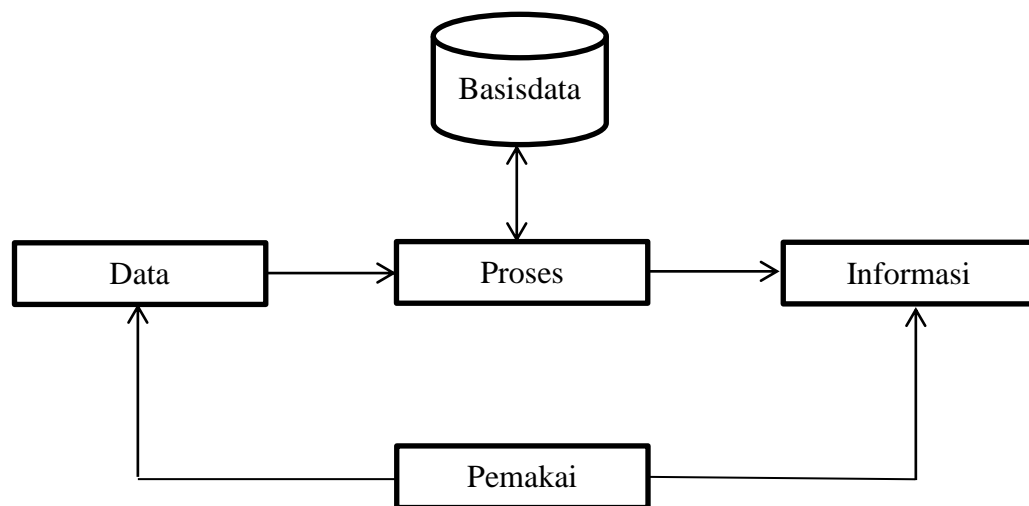 Basisdata
Data
Proses
Informasi
Pemakai